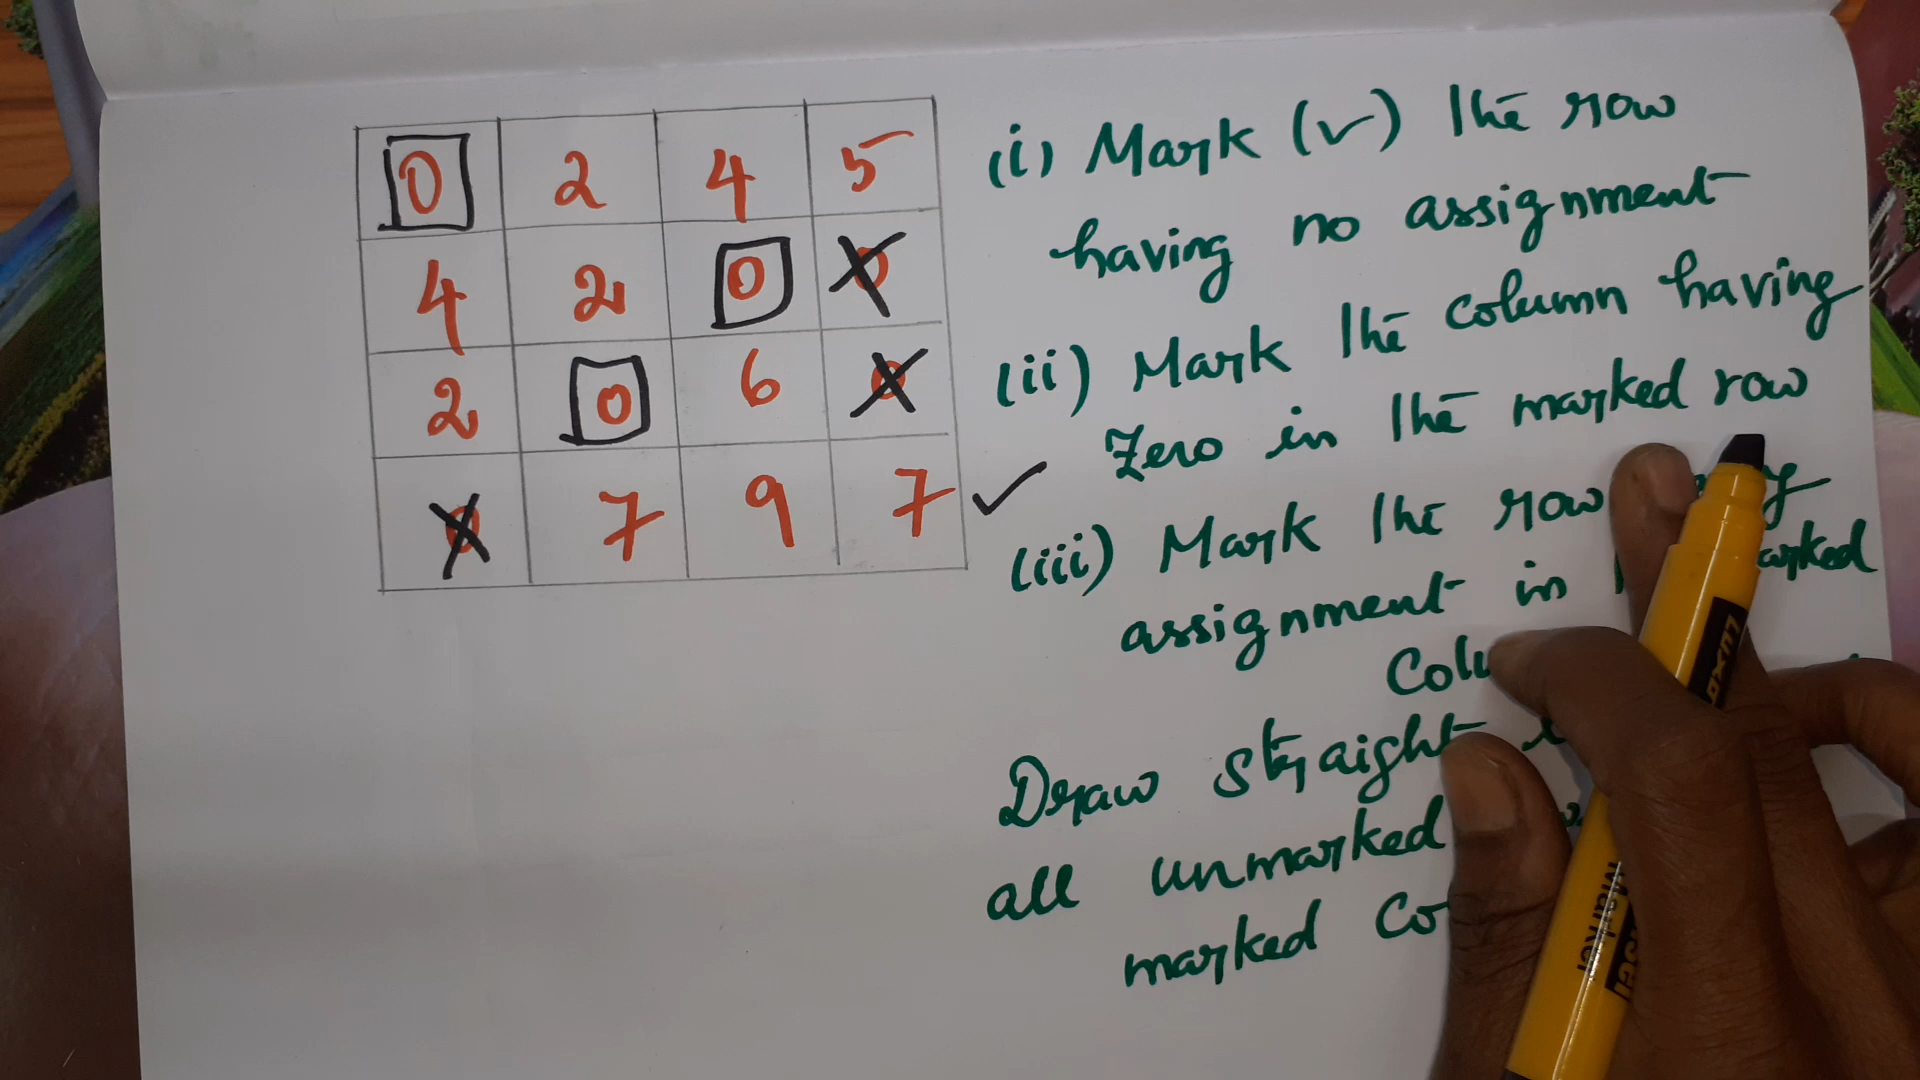 0 2 4 5
4 2 0 0
2 0 6 0
0 7 9 7 ✓
(i) Mark (✓) the row
having no assignment
(ii) Mark the column having
Zero in the marked row
(iii) Mark the row
assignment in
Draw straight
all unmarked
marked
LUXOR
Marker